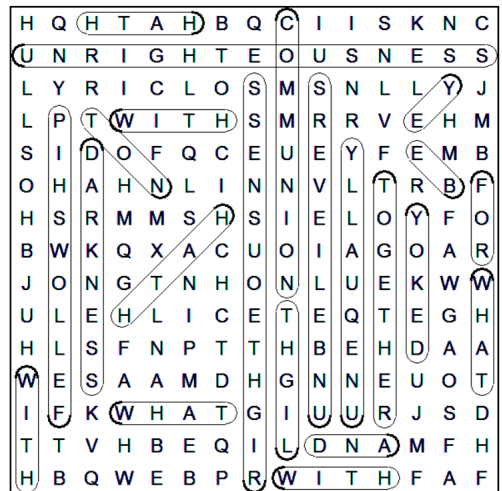 H Q H T A H B Q C I I S K N C
U N R I G H T E O U S N E S S
L Y R I C L O S M S N L L Y J
L P T W I T H S M R R V E H M
S I D O F Q C E U E Y F E M B
O H A H N L I N N V L T R B F
H S R M M S H S I E L O Y F O
B W K Q X A C U O I A G O A R
J O N G T N H O N L U E K W W
U L E H L I C E T E Q T E G H
H L S F N P T T H B E H D A A
W E S A A M D H G N N E U O T
I F K W H A T G I U U R J S D
T T V H B E Q I L D N A M F H
H B Q W E B P R W I T H F A F